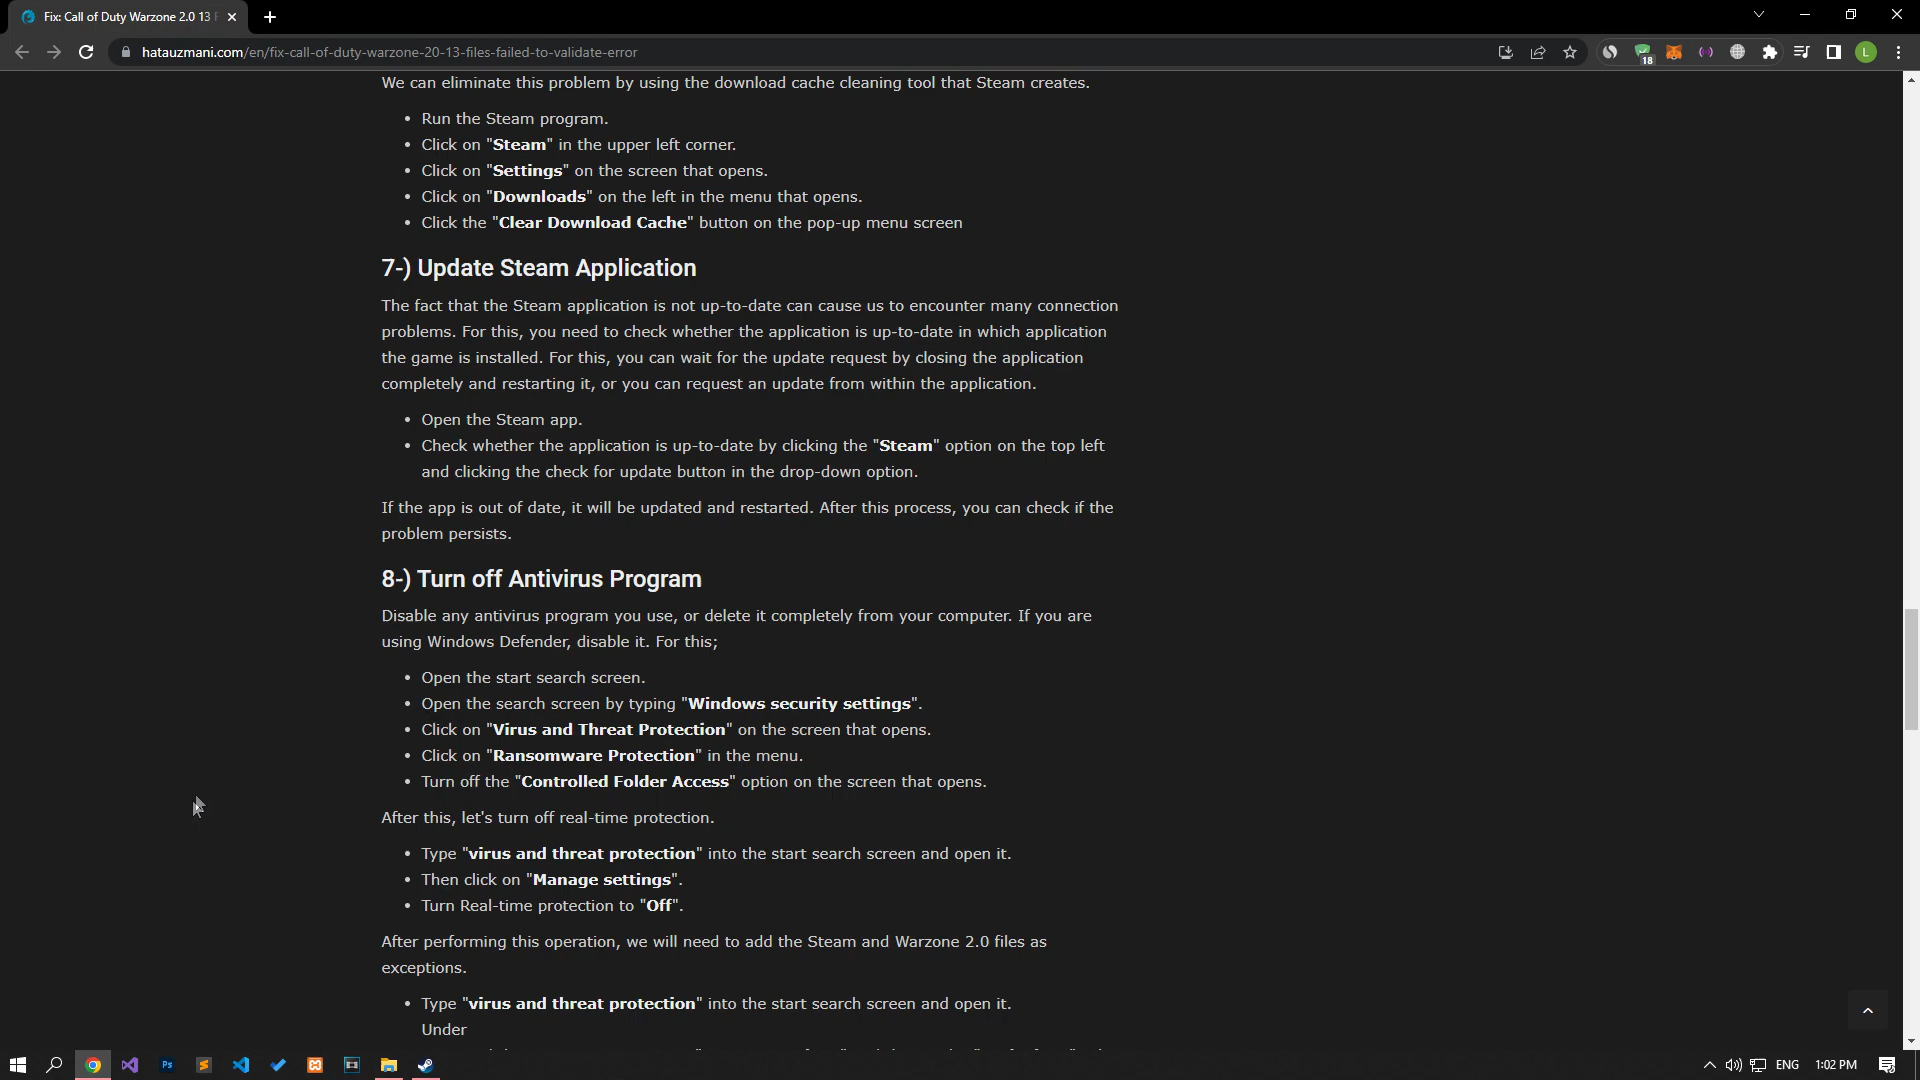 Fix: Call of Duty Warzone 2.0 13
hatauzmani.com/en/fix-call-of-duty-warzone-20-13-files-failed-to-validate-error
18
L
We can eliminate this problem by using the download cache cleaning tool that Steam creates.
• Run the Steam program.
• Click on "Steam" in the upper left corner.
• Click on "Settings" on the screen that opens.
• Click on "Downloads" on the left in the menu that opens.
• Click the "Clear Download Cache" button on the pop-up menu screen
7-) Update Steam Application
The fact that the Steam application is not up-to-date can cause us to encounter many connection
problems. For this, you need to check whether the application is up-to-date in which application
the game is installed. For this, you can wait for the update request by closing the application
completely and restarting it, or you can request an update from within the application.
• Open the Steam app.
• Check whether the application is up-to-date by clicking the "Steam" option on the top left
and clicking the check for update button in the drop-down option.
If the app is out of date, it will be updated and restarted. After this process, you can check if the
problem persists.
8-) Turn off Antivirus Program
Disable any antivirus program you use, or delete it completely from your computer. If you are
using Windows Defender, disable it. For this;
• Open the start search screen.
• Open the search screen by typing "Windows security settings".
• Click on "Virus and Threat Protection" on the screen that opens.
• Click on "Ransomware Protection" in the menu.
• Turn off the "Controlled Folder Access" option on the screen that opens.
After this, let's turn off real-time protection.
• Type "virus and threat protection" into the start search screen and open it.
• Then click on "Manage settings".
• Turn Real-time protection to "Off".
After performing this operation, we will need to add the Steam and Warzone 2.0 files as
exceptions.
• Type "virus and threat protection" into the start search screen and open it.
Under
Ps
ENG
1:02 PM